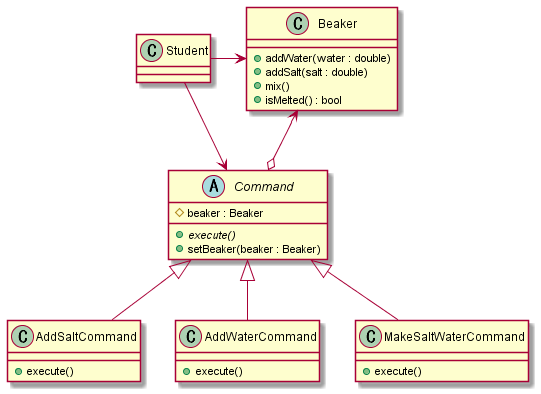 C Beaker
addWater(water : double)
addSalt(salt : double)
mix()
isMelted() : bool
C Student
A Command
beaker : Beaker
execute()
setBeaker(beaker : Beaker)
C AddSaltCommand
execute()
C AddWaterCommand
execute()
C MakeSaltWaterCommand
execute()